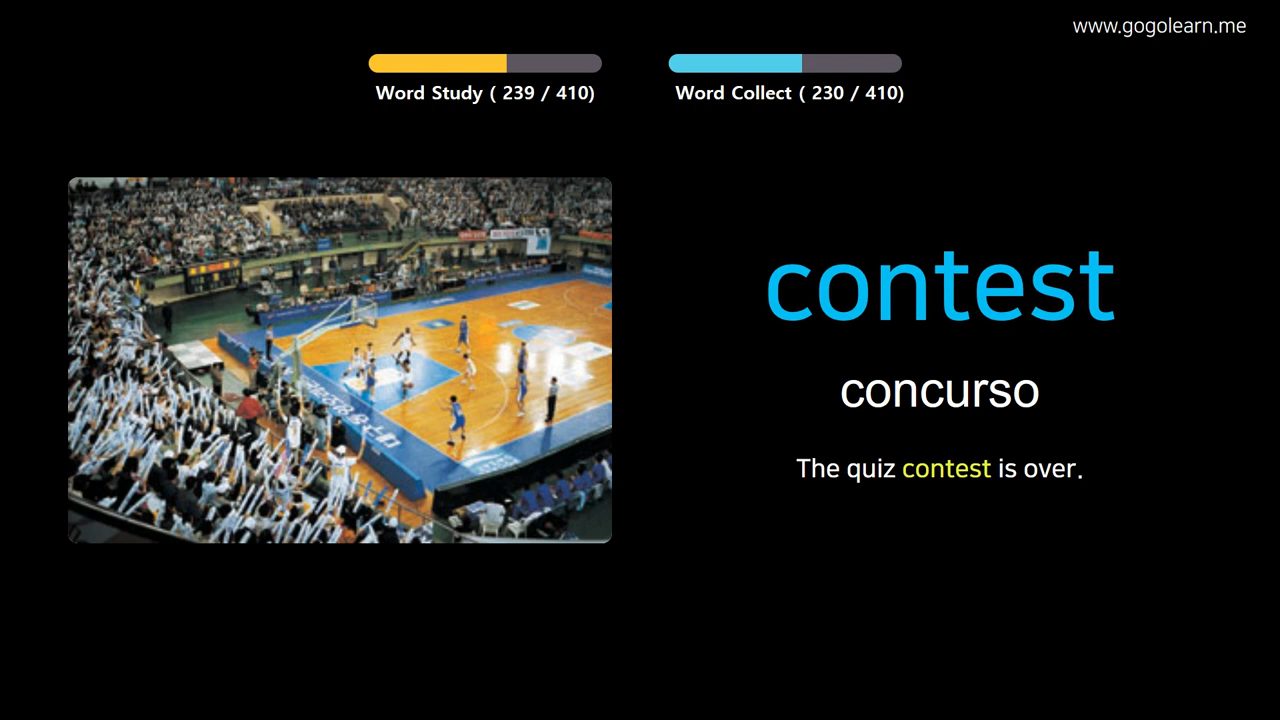 www.gogolearn.me
Word Study ( 239 / 410)
Word Collect ( 230 / 410)
contest
concurso
The quiz contest is over.